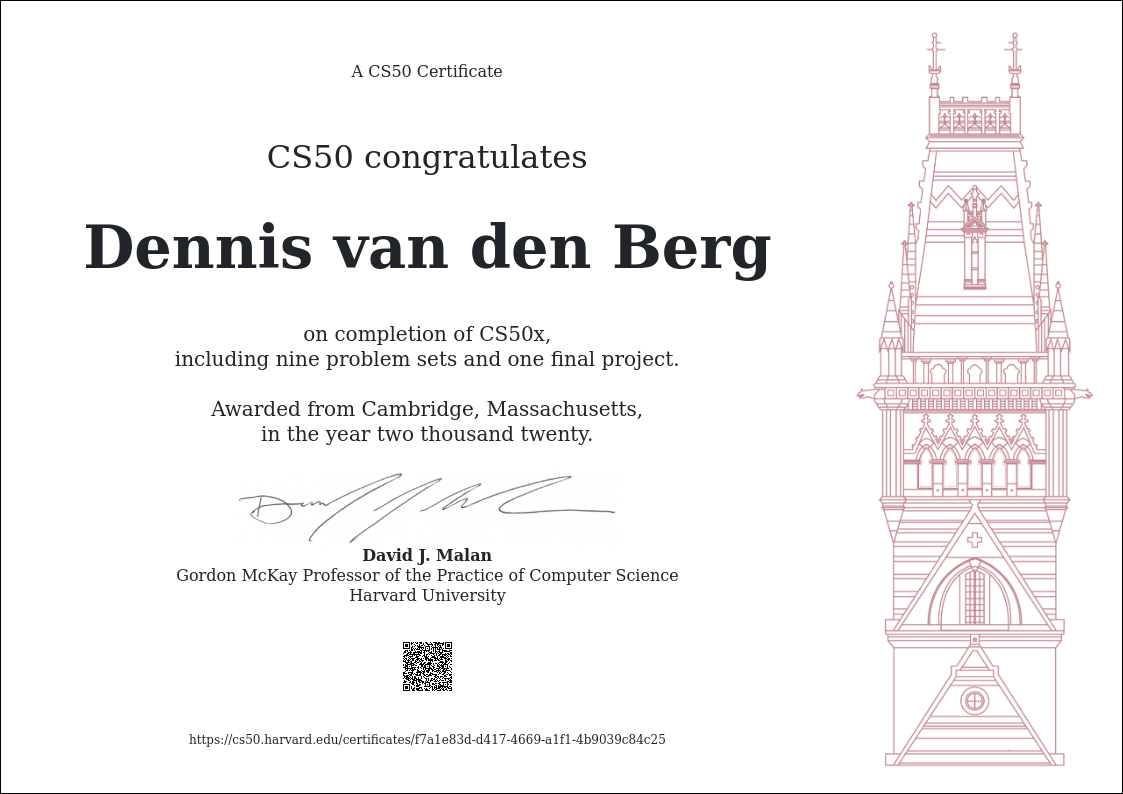 A CS50 Certificate
CS50 congratulates
Dennis van den Berg
on completion of CS50x,
including nine problem sets and one final project.
Awarded from Cambridge, Massachusetts,
in the year two thousand twenty.
David J. Malan
Gordon McKay Professor of the Practice of Computer Science
Harvard University
https://cs50.harvard.edu/certificates/f7a1e83d-d417-4669-a1f1-4b9039c84c25